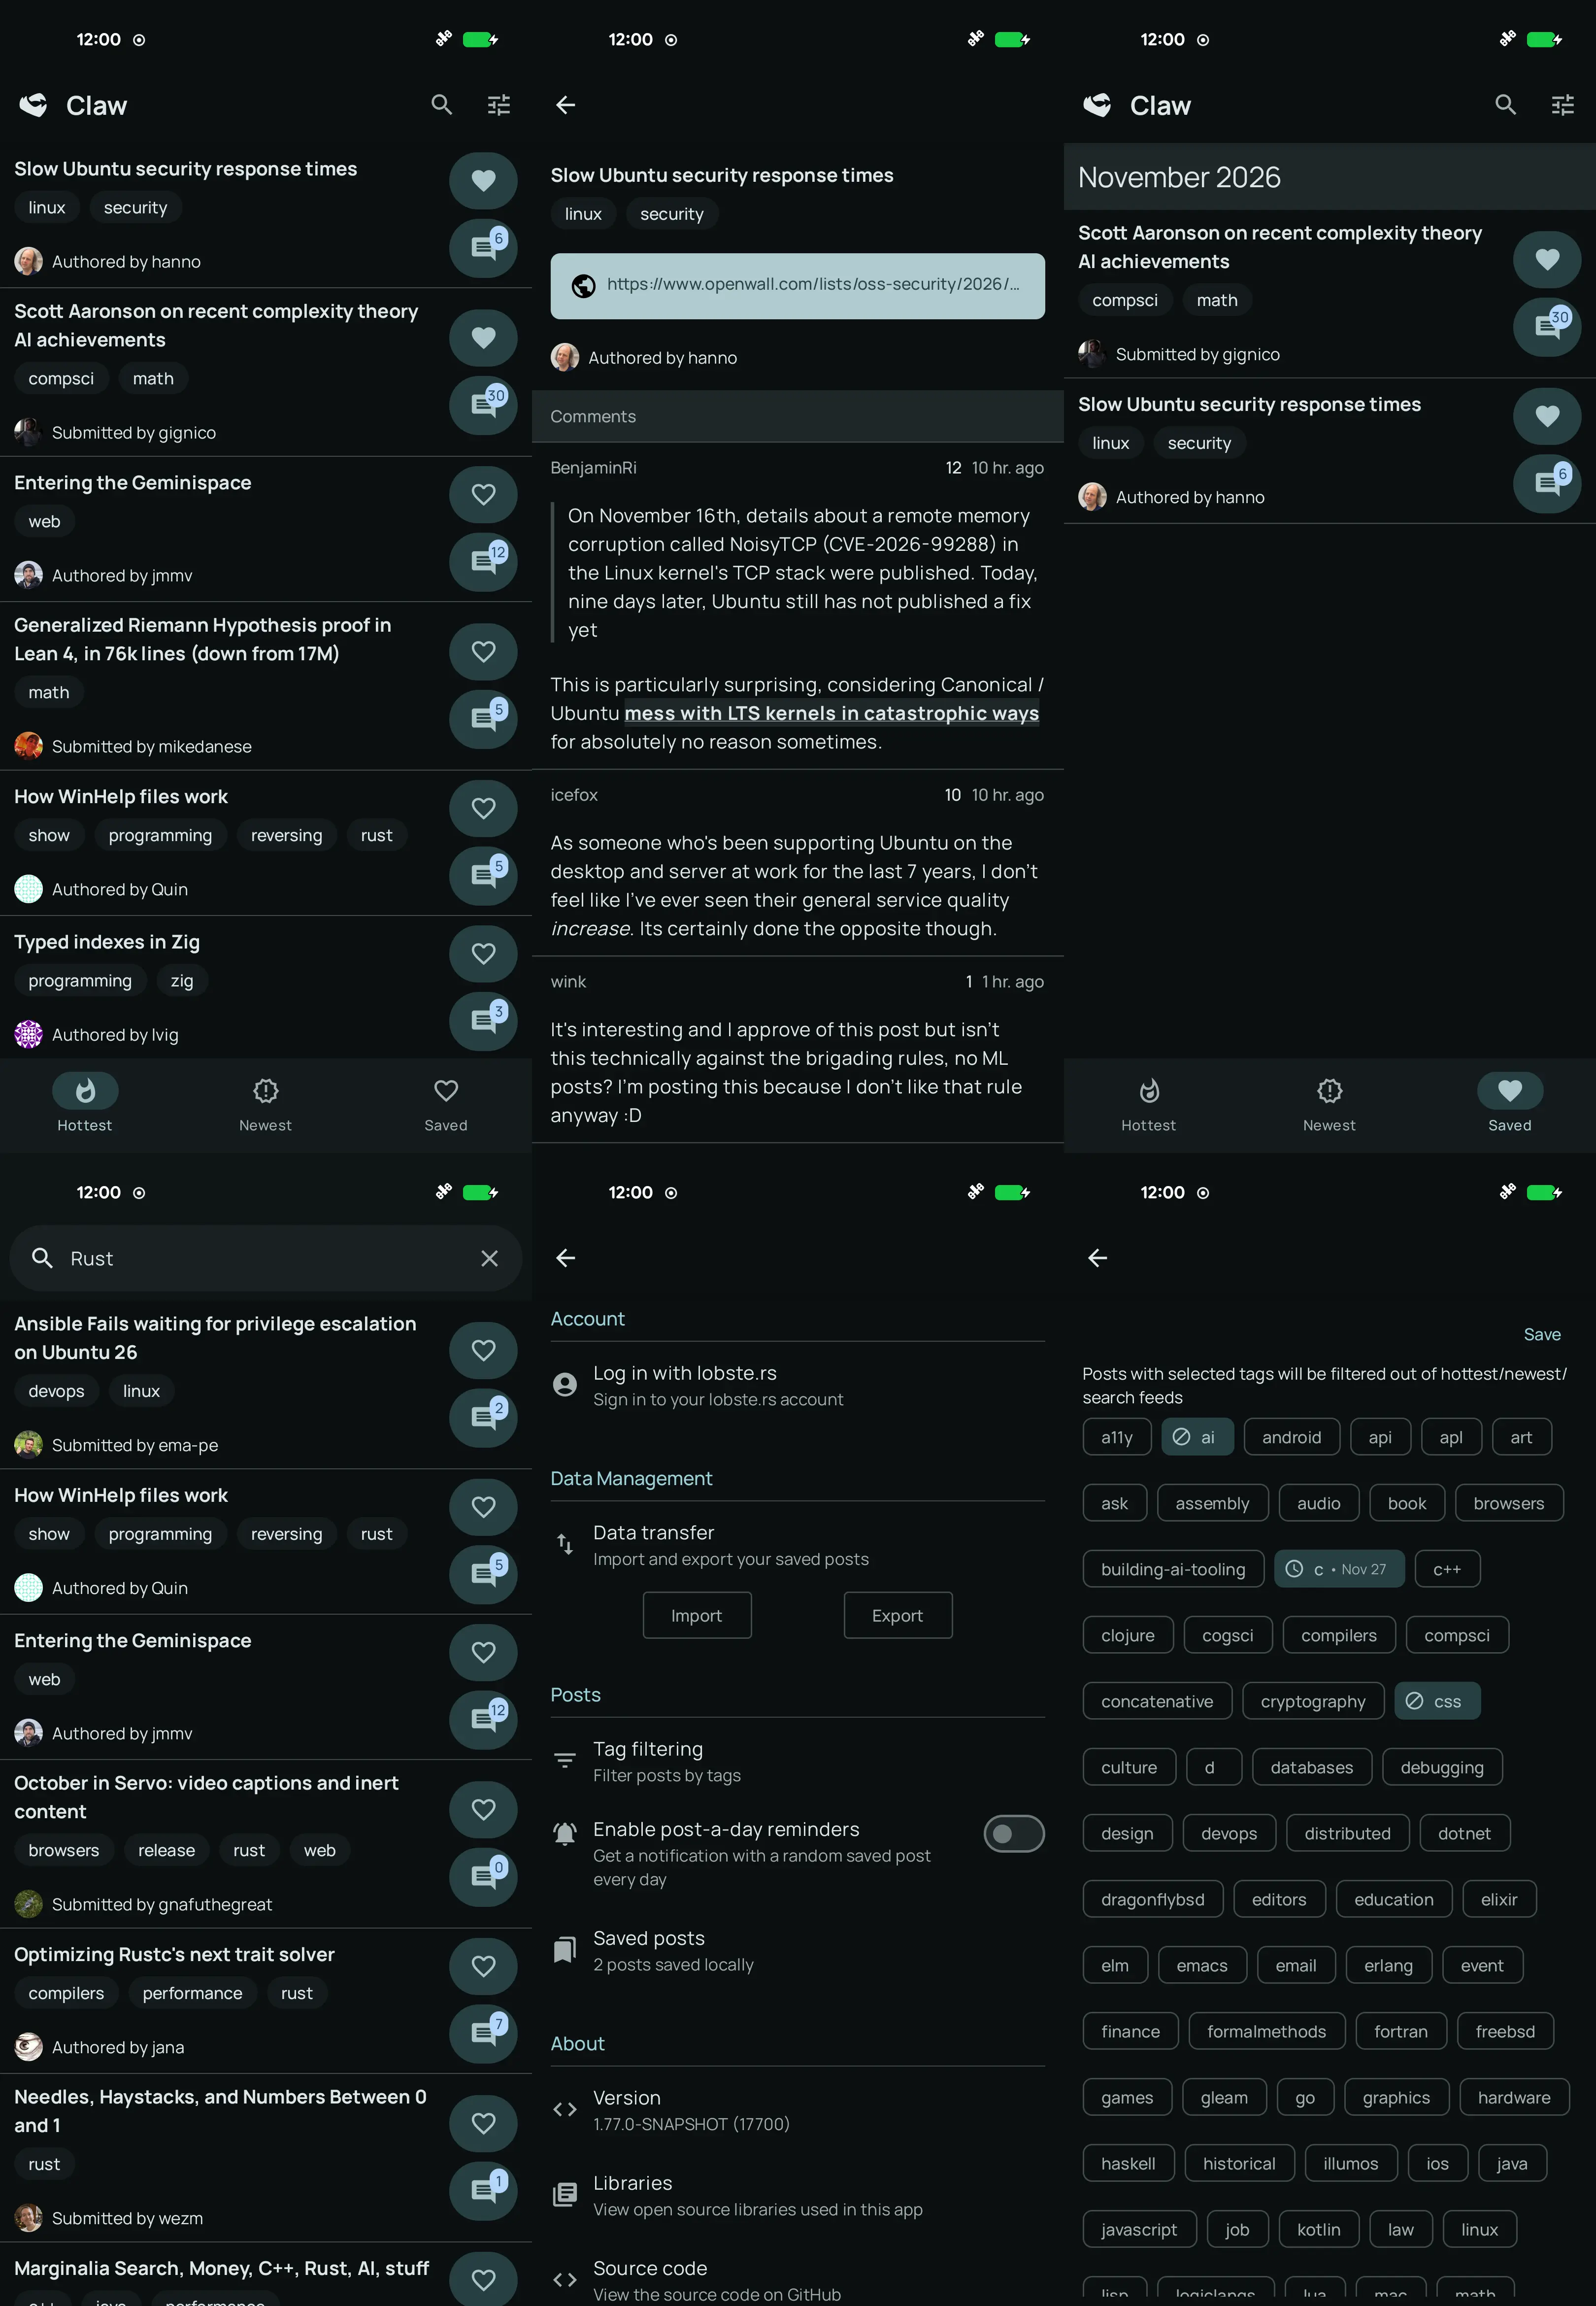 12:00
Claw
Slow Ubuntu security response times
linux security
6
Authored by hanno
Scott Aaronson on recent complexity theory
AI achievements
compsci math
30
Submitted by gignico
Entering the Geminispace
web
12
Authored by jmmv
Generalized Riemann Hypothesis proof in
Lean 4, in 76k lines (down from 17M)
math
5
Submitted by mikedanese
How WinHelp files work
show programming reversing rust
5
Authored by Quin
Typed indexes in Zig
programming zig
3
Authored by lvig
Hottest Newest Saved
12:00
Slow Ubuntu security response times
linux security
https://www.openwall.com/lists/oss-security/2026/...
Authored by hanno
Comments
BenjaminRi 12 10 hr. ago
On November 16th, details about a remote memory
corruption called NoisyTCP (CVE-2026-99288) in
the Linux kernel's TCP stack were published. Today,
nine days later, Ubuntu still has not published a fix
yet
This is particularly surprising, considering Canonical /
Ubuntu mess with LTS kernels in catastrophic ways
for absolutely no reason sometimes.
icefox 10 10 hr. ago
As someone who's been supporting Ubuntu on the
desktop and server at work for the last 7 years, I don't
feel like I've ever seen their general service quality
increase. Its certainly done the opposite though.
wink 1 1 hr. ago
It's interesting and I approve of this post but isn't
this technically against the brigading rules, no ML
posts? I'm posting this because I don't like that rule
anyway :D
12:00
Claw
November 2026
Scott Aaronson on recent complexity theory
AI achievements
compsci math
30
Submitted by gignico
Slow Ubuntu security response times
linux security
6
Authored by hanno
Hottest Newest Saved
12:00
Rust
Ansible Fails waiting for privilege escalation
on Ubuntu 26
devops linux
2
Submitted by ema-pe
How WinHelp files work
show programming reversing rust
5
Authored by Quin
Entering the Geminispace
web
12
Authored by jmmv
October in Servo: video captions and inert
content
browsers release rust web
0
Submitted by gnafuthegreat
Optimizing Rustc's next trait solver
compilers performance rust
7
Authored by jana
Needles, Haystacks, and Numbers Between 0
and 1
rust
1
Submitted by wezm
Marginalia Search, Money, C++, Rust, AI, stuff
c++ java performance
12:00
Account
Log in with lobste.rs
Sign in to your lobste.rs account
Data Management
Data transfer
Import and export your saved posts
Import Export
Posts
Tag filtering
Filter posts by tags
Enable post-a-day reminders
Get a notification with a random saved post
every day
Saved posts
2 posts saved locally
About
Version
1.77.0-SNAPSHOT (17700)
Libraries
View open source libraries used in this app
Source code
View the source code on GitHub
12:00
Save
Posts with selected tags will be filtered out of hottest/newest/
search feeds
a11y ai android api apl art
ask assembly audio book browsers
building-ai-tooling c • Nov 27 c++
clojure cogsci compilers compsci
concatenative cryptography css
culture d databases debugging
design devops distributed dotnet
dragonflybsd editors education elixir
elm emacs email erlang event
finance formalmethods fortran freebsd
games gleam go graphics hardware
haskell historical illumos ios java
javascript job kotlin law linux
lisp logiclangs lua mac math